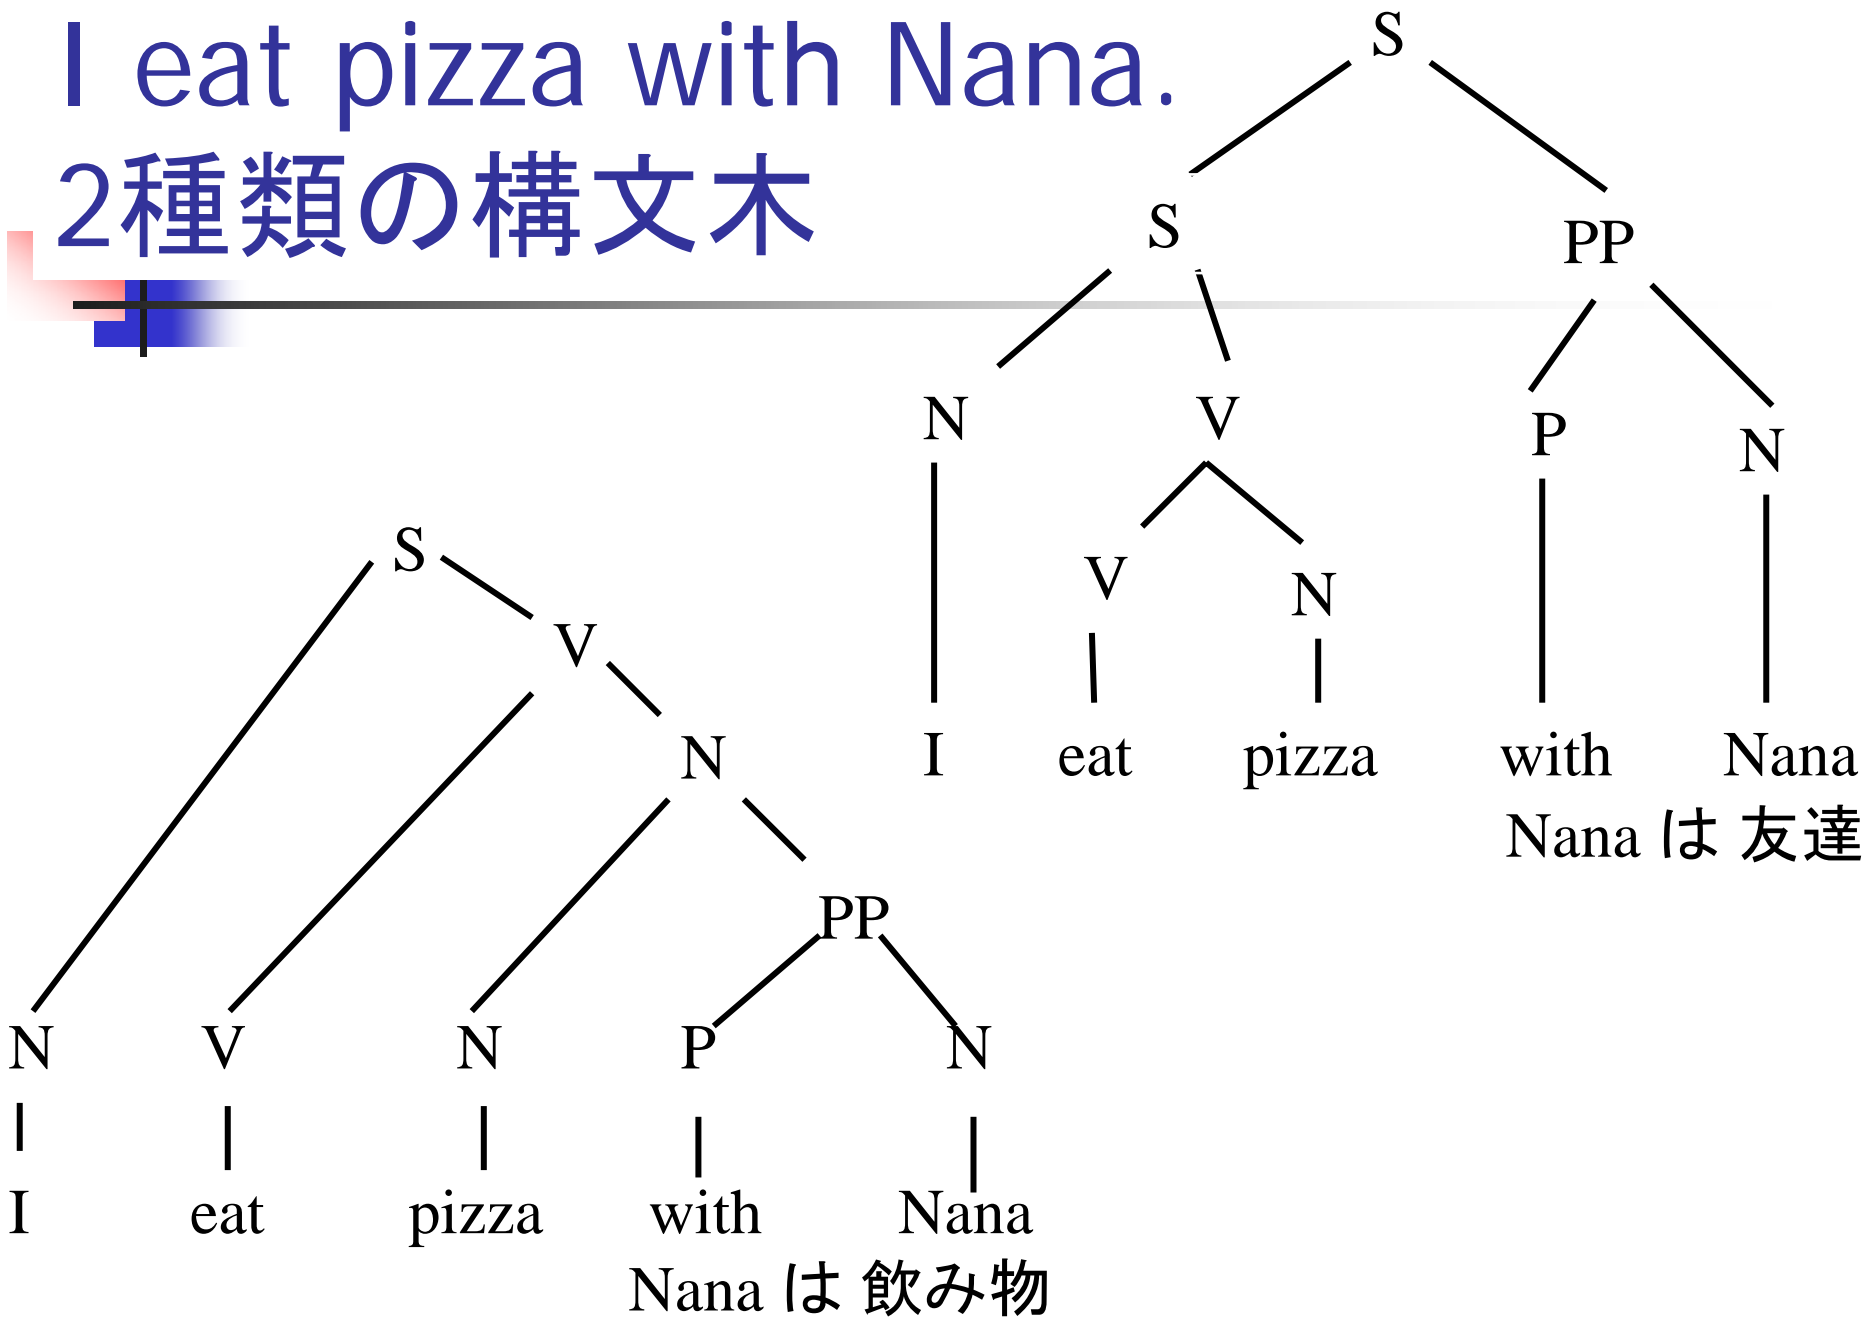 I eat pizza with Nana.
2種類の構文木
S
S PP
N V P N
V N
I eat pizza with Nana
Nana は 友達
S
V
N
PP
N V N P N
I eat pizza with Nana
Nana は 飲み物